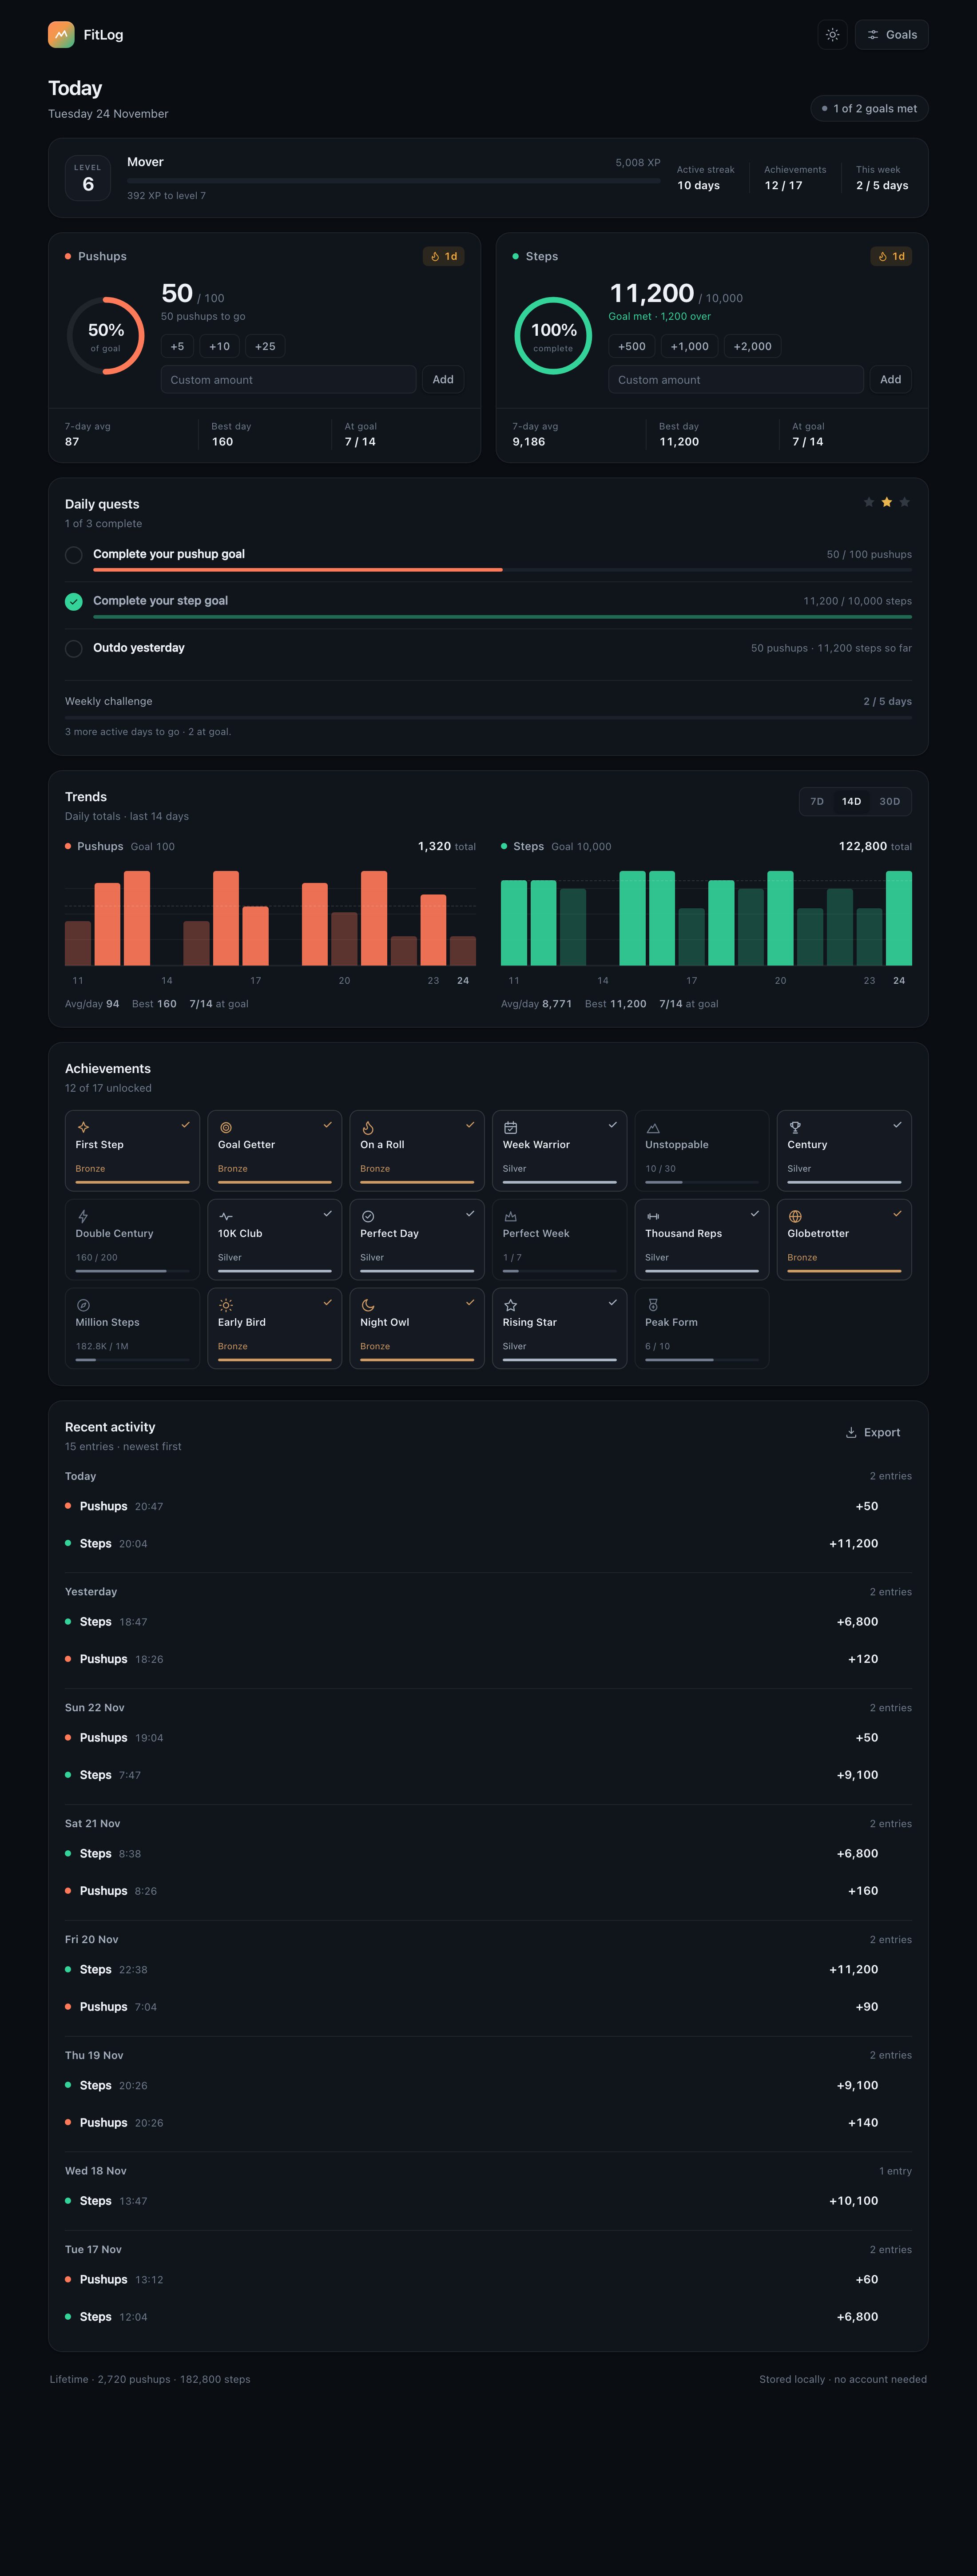 FitLog
Goals
Today
Tuesday 24 November
1 of 2 goals met
LEVEL
6
Mover
5,008 XP
392 XP to level 7
Active streak
10 days
Achievements
12 / 17
This week
2 / 5 days
Pushups
1d
50%
of goal
50 / 100
50 pushups to go
+5
+10
+25
Custom amount
Add
7-day avg
87
Best day
160
At goal
7 / 14
Steps
1d
100%
complete
11,200 / 10,000
Goal met · 1,200 over
+500
+1,000
+2,000
Custom amount
Add
7-day avg
9,186
Best day
11,200
At goal
7 / 14
Daily quests
1 of 3 complete
Complete your pushup goal
50 / 100 pushups
Complete your step goal
11,200 / 10,000 steps
Outdo yesterday
50 pushups · 11,200 steps so far
Weekly challenge
2 / 5 days
3 more active days to go · 2 at goal.
Trends
Daily totals · last 14 days
7D
14D
30D
Pushups Goal 100
1,320 total
11 14 17 20 23 24
Avg/day 94 Best 160 7/14 at goal
Steps Goal 10,000
122,800 total
11 14 17 20 23 24
Avg/day 8,771 Best 11,200 7/14 at goal
Achievements
12 of 17 unlocked
First Step
Bronze
Goal Getter
Bronze
On a Roll
Bronze
Week Warrior
Silver
Unstoppable
10 / 30
Century
Silver
Double Century
160 / 200
10K Club
Silver
Perfect Day
Silver
Perfect Week
1 / 7
Thousand Reps
Silver
Globetrotter
Bronze
Million Steps
182.8K / 1M
Early Bird
Bronze
Night Owl
Bronze
Rising Star
Silver
Peak Form
6 / 10
Recent activity
15 entries · newest first
Export
Today
2 entries
Pushups 20:47
+50
Steps 20:04
+11,200
Yesterday
2 entries
Steps 18:47
+6,800
Pushups 18:26
+120
Sun 22 Nov
2 entries
Pushups 19:04
+50
Steps 7:47
+9,100
Sat 21 Nov
2 entries
Steps 8:38
+6,800
Pushups 8:26
+160
Fri 20 Nov
2 entries
Steps 22:38
+11,200
Pushups 7:04
+90
Thu 19 Nov
2 entries
Steps 20:26
+9,100
Pushups 20:26
+140
Wed 18 Nov
1 entry
Steps 13:47
+10,100
Tue 17 Nov
2 entries
Pushups 13:12
+60
Steps 12:04
+6,800
Lifetime · 2,720 pushups · 182,800 steps
Stored locally · no account needed